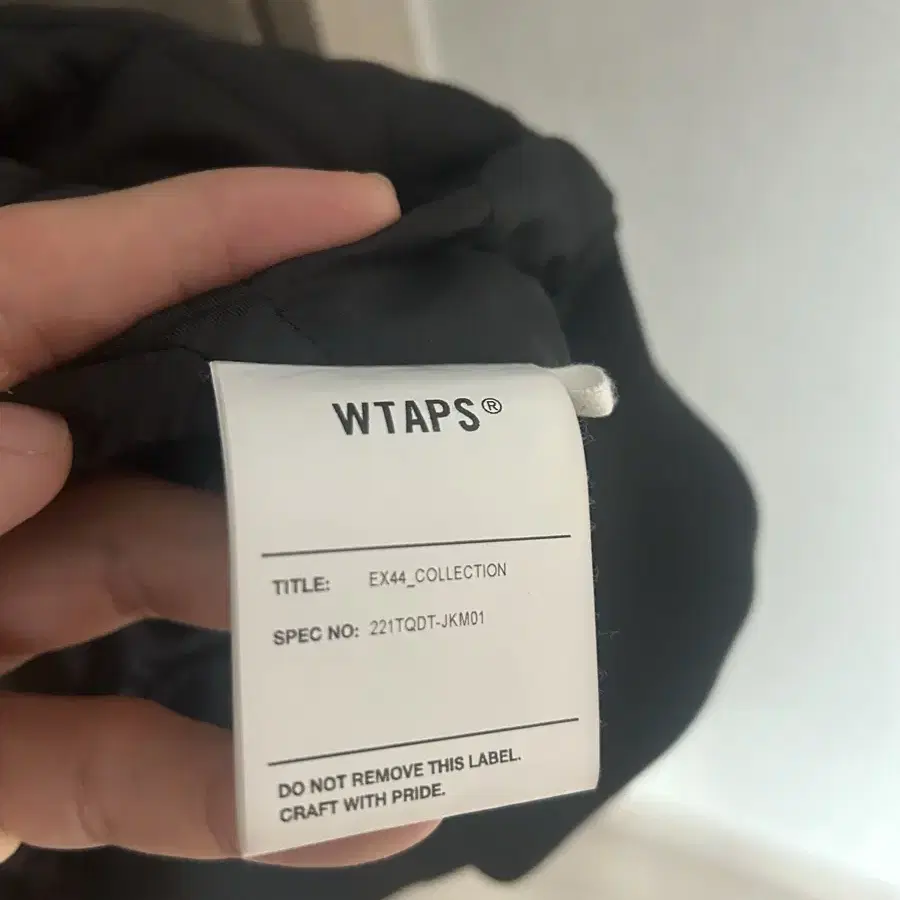 WTAPS®
TITLE: EX44_COLLECTION
SPEC NO: 221TQDT-JKM01
DO NOT REMOVE THIS LABEL.
CRAFT WITH PRIDE.